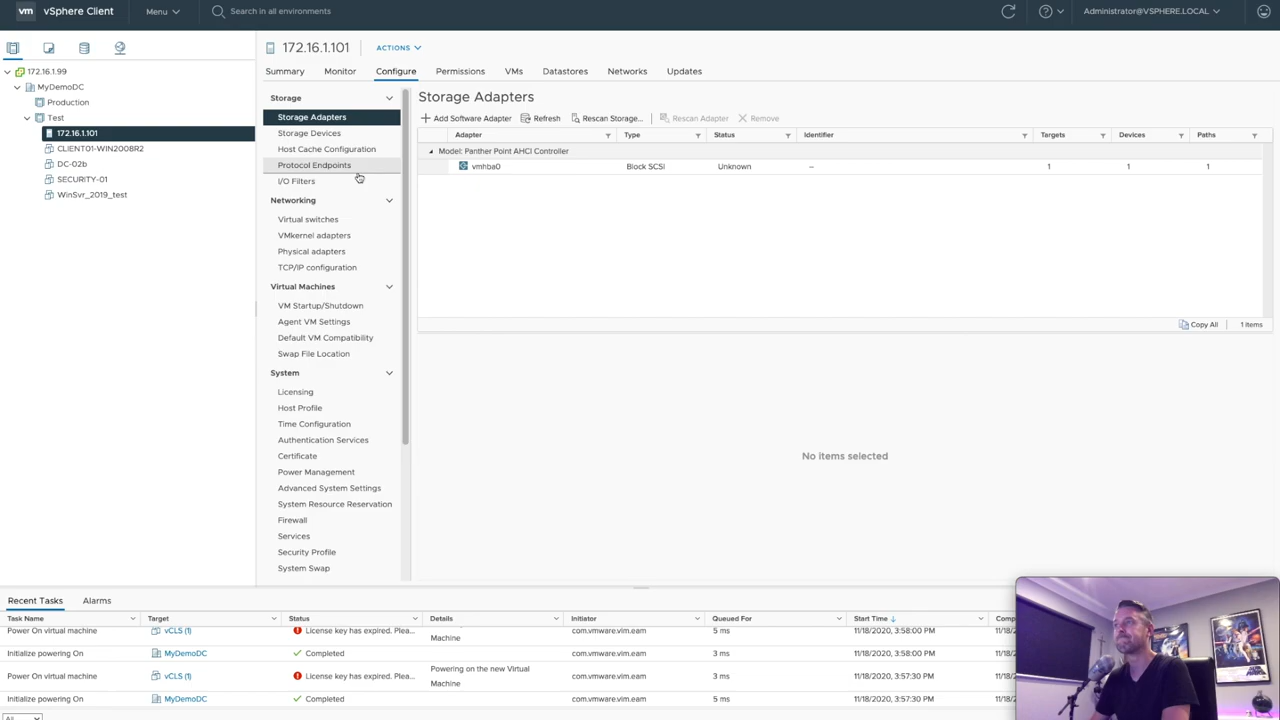 vm vSphere Client Menu Search in all environments Administrator@VSPHERE.LOCAL
172.16.1.99
MyDemoDC
Production
Test
172.16.1.101
CLIENT01-WIN2008R2
DC-02b
SECURITY-01
WinSvr_2019_test
172.16.1.101 ACTIONS
Summary Monitor Configure Permissions VMs Datastores Networks Updates
Storage
Storage Adapters
Storage Devices
Host Cache Configuration
Protocol Endpoints
I/O Filters
Networking
Virtual switches
VMkernel adapters
Physical adapters
TCP/IP configuration
Virtual Machines
VM Startup/Shutdown
Agent VM Settings
Default VM Compatibility
Swap File Location
System
Licensing
Host Profile
Time Configuration
Authentication Services
Certificate
Power Management
Advanced System Settings
System Resource Reservation
Firewall
Services
Security Profile
System Swap
Storage Adapters
+ Add Software Adapter Refresh Rescan Storage... Rescan Adapter Remove
Adapter Type Status Identifier Targets Devices Paths
Model: Panther Point AHCI Controller
vmhba0 Block SCSI Unknown -- 1 1 1
Copy All 1 items
No items selected
Recent Tasks Alarms
Task Name Target Status Details Initiator Queued For Start Time Comp
Power On virtual machine vCLS (1) License key has expired. Plea... Machine com.vmware.vim.eam 5 ms 11/18/2020, 3:58:00 PM 11/18
Initialize powering On MyDemoDC Completed com.vmware.vim.eam 3 ms 11/18/2020, 3:58:00 PM 11/18
Power On virtual machine vCLS (1) License key has expired. Plea... Powering on the new Virtual Machine com.vmware.vim.eam 3 ms 11/18/2020, 3:57:30 PM 11/18
Initialize powering On MyDemoDC Completed com.vmware.vim.eam 5 ms 11/18/2020, 3:57:30 PM 11/18
All